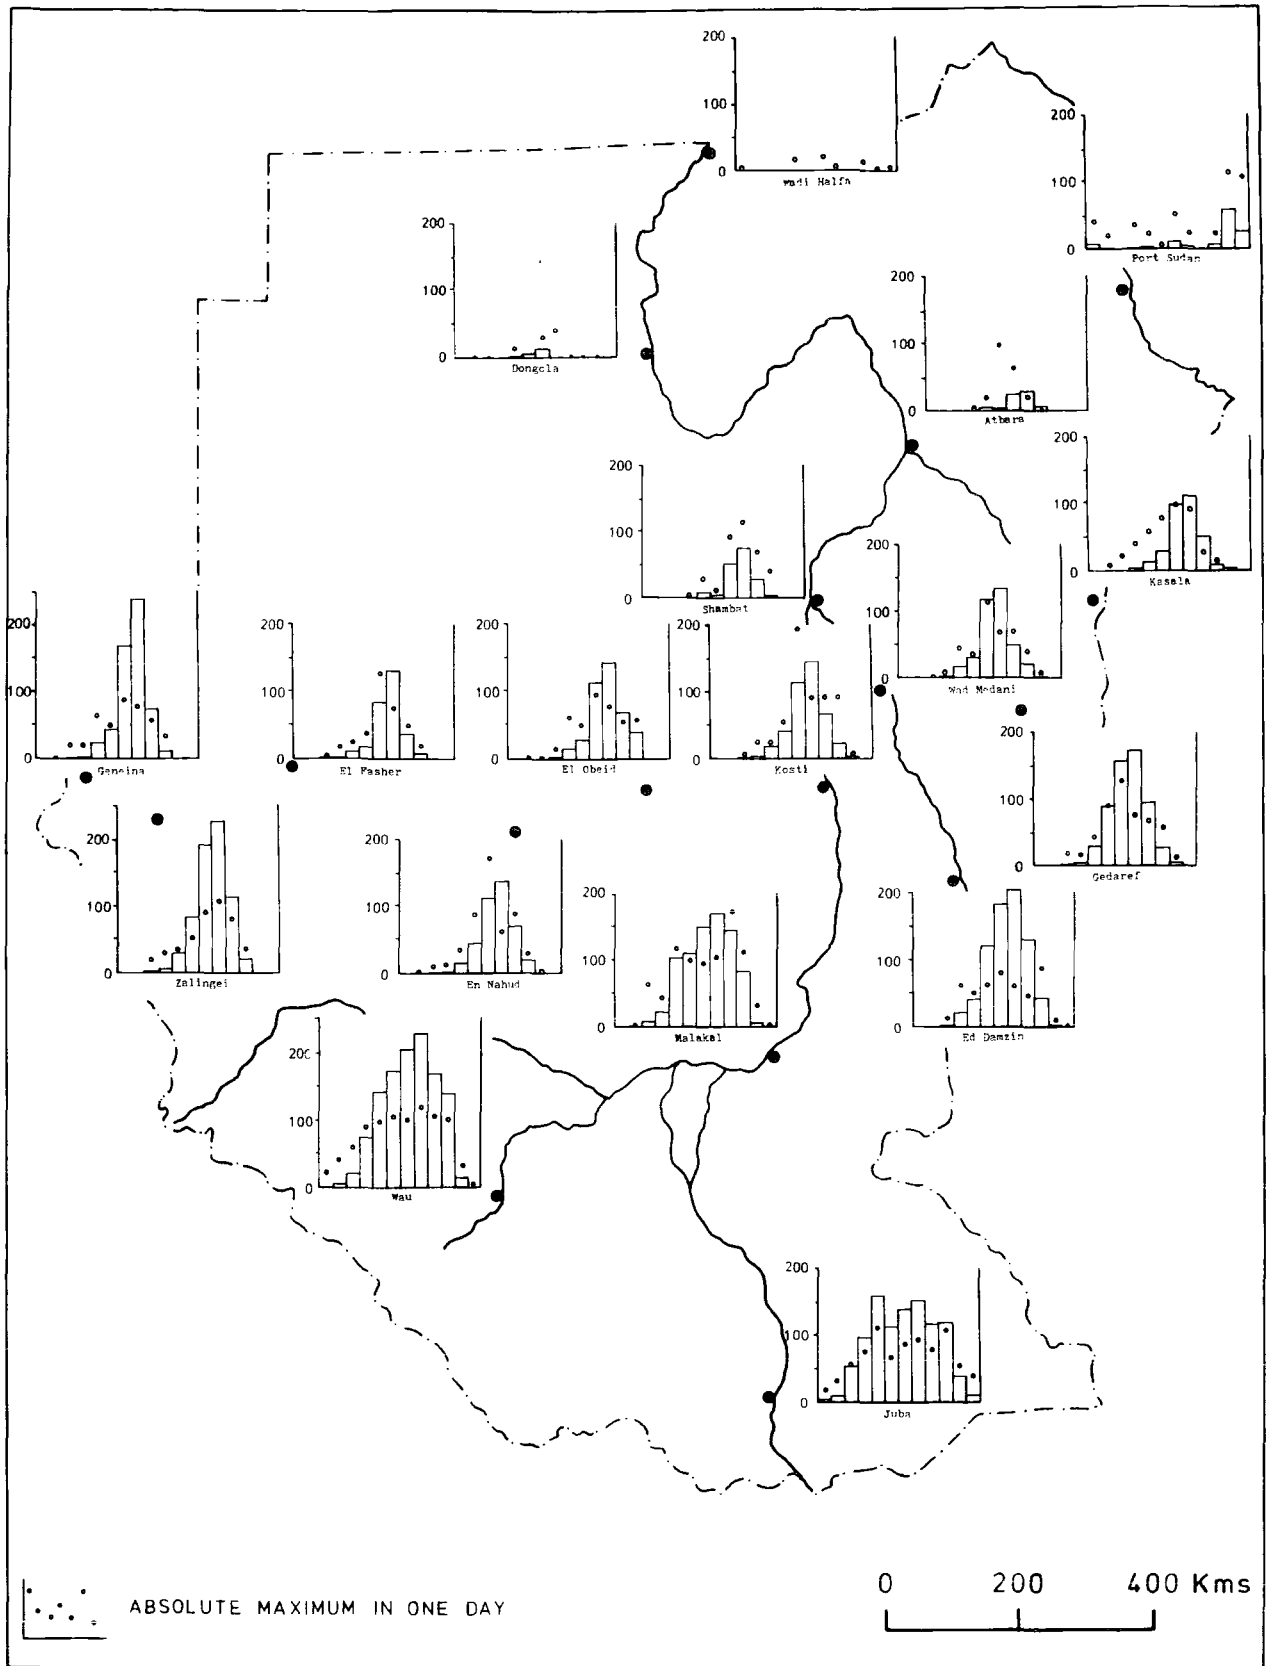 200
100
0
Wadi Halfa
200
100
0
Port Sudan
200
100
0
Dongola
200
100
0
Atbara
200
100
0
Kasala
200
100
0
Shambat
200
100
0
Wad Medani
200
100
0
Geneina
200
100
0
El Fasher
200
100
0
El Obeid
200
100
0
Kosti
200
100
0
Gedaref
200
100
0
Zalingei
200
100
0
En Nahud
200
100
0
Malakal
200
100
0
Ed Damzin
200
100
0
Wau
200
100
0
Juba
0 200 400 Kms
ABSOLUTE MAXIMUM IN ONE DAY